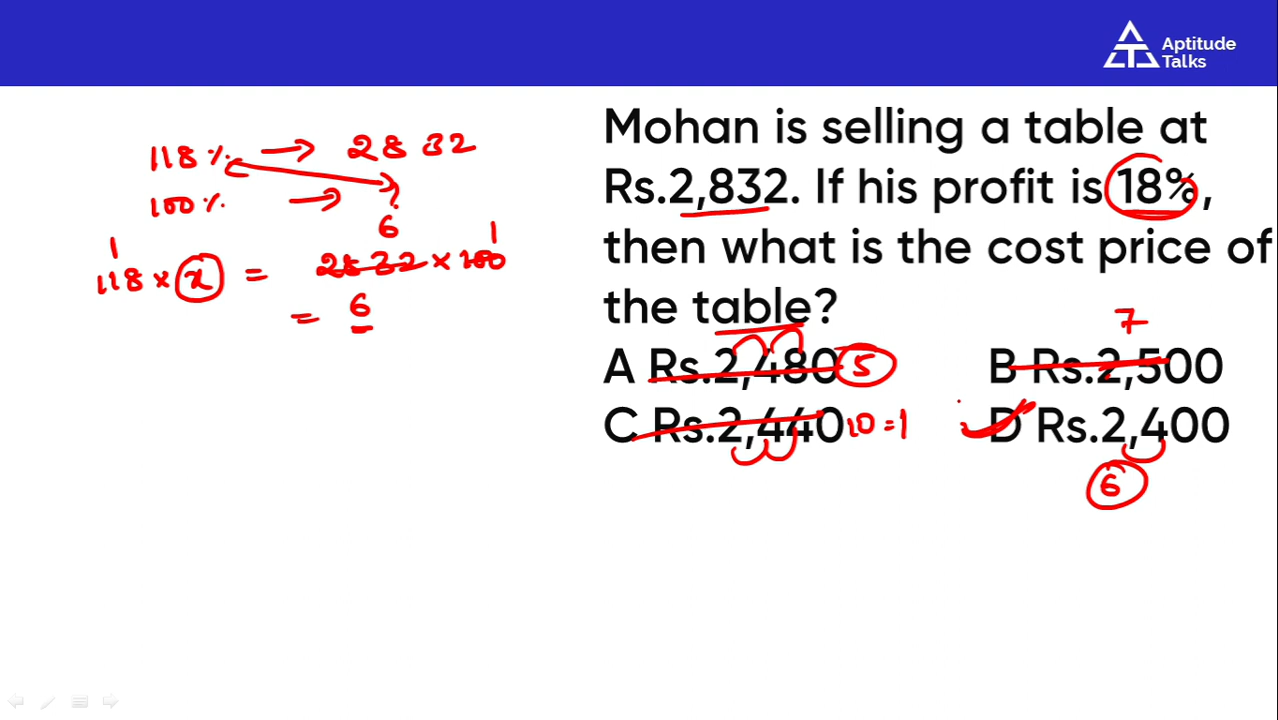 Aptitude
Talks
118% → 2832
100% → ?
6
1 1
118 × x = 2832 × 100
= 6
Mohan is selling a table at
Rs.2,832. If his profit is 18%,
then what is the cost price of
the table?
7
A Rs.2,480 5 B Rs.2,500
C Rs.2,440 10=1 D Rs.2,400
6